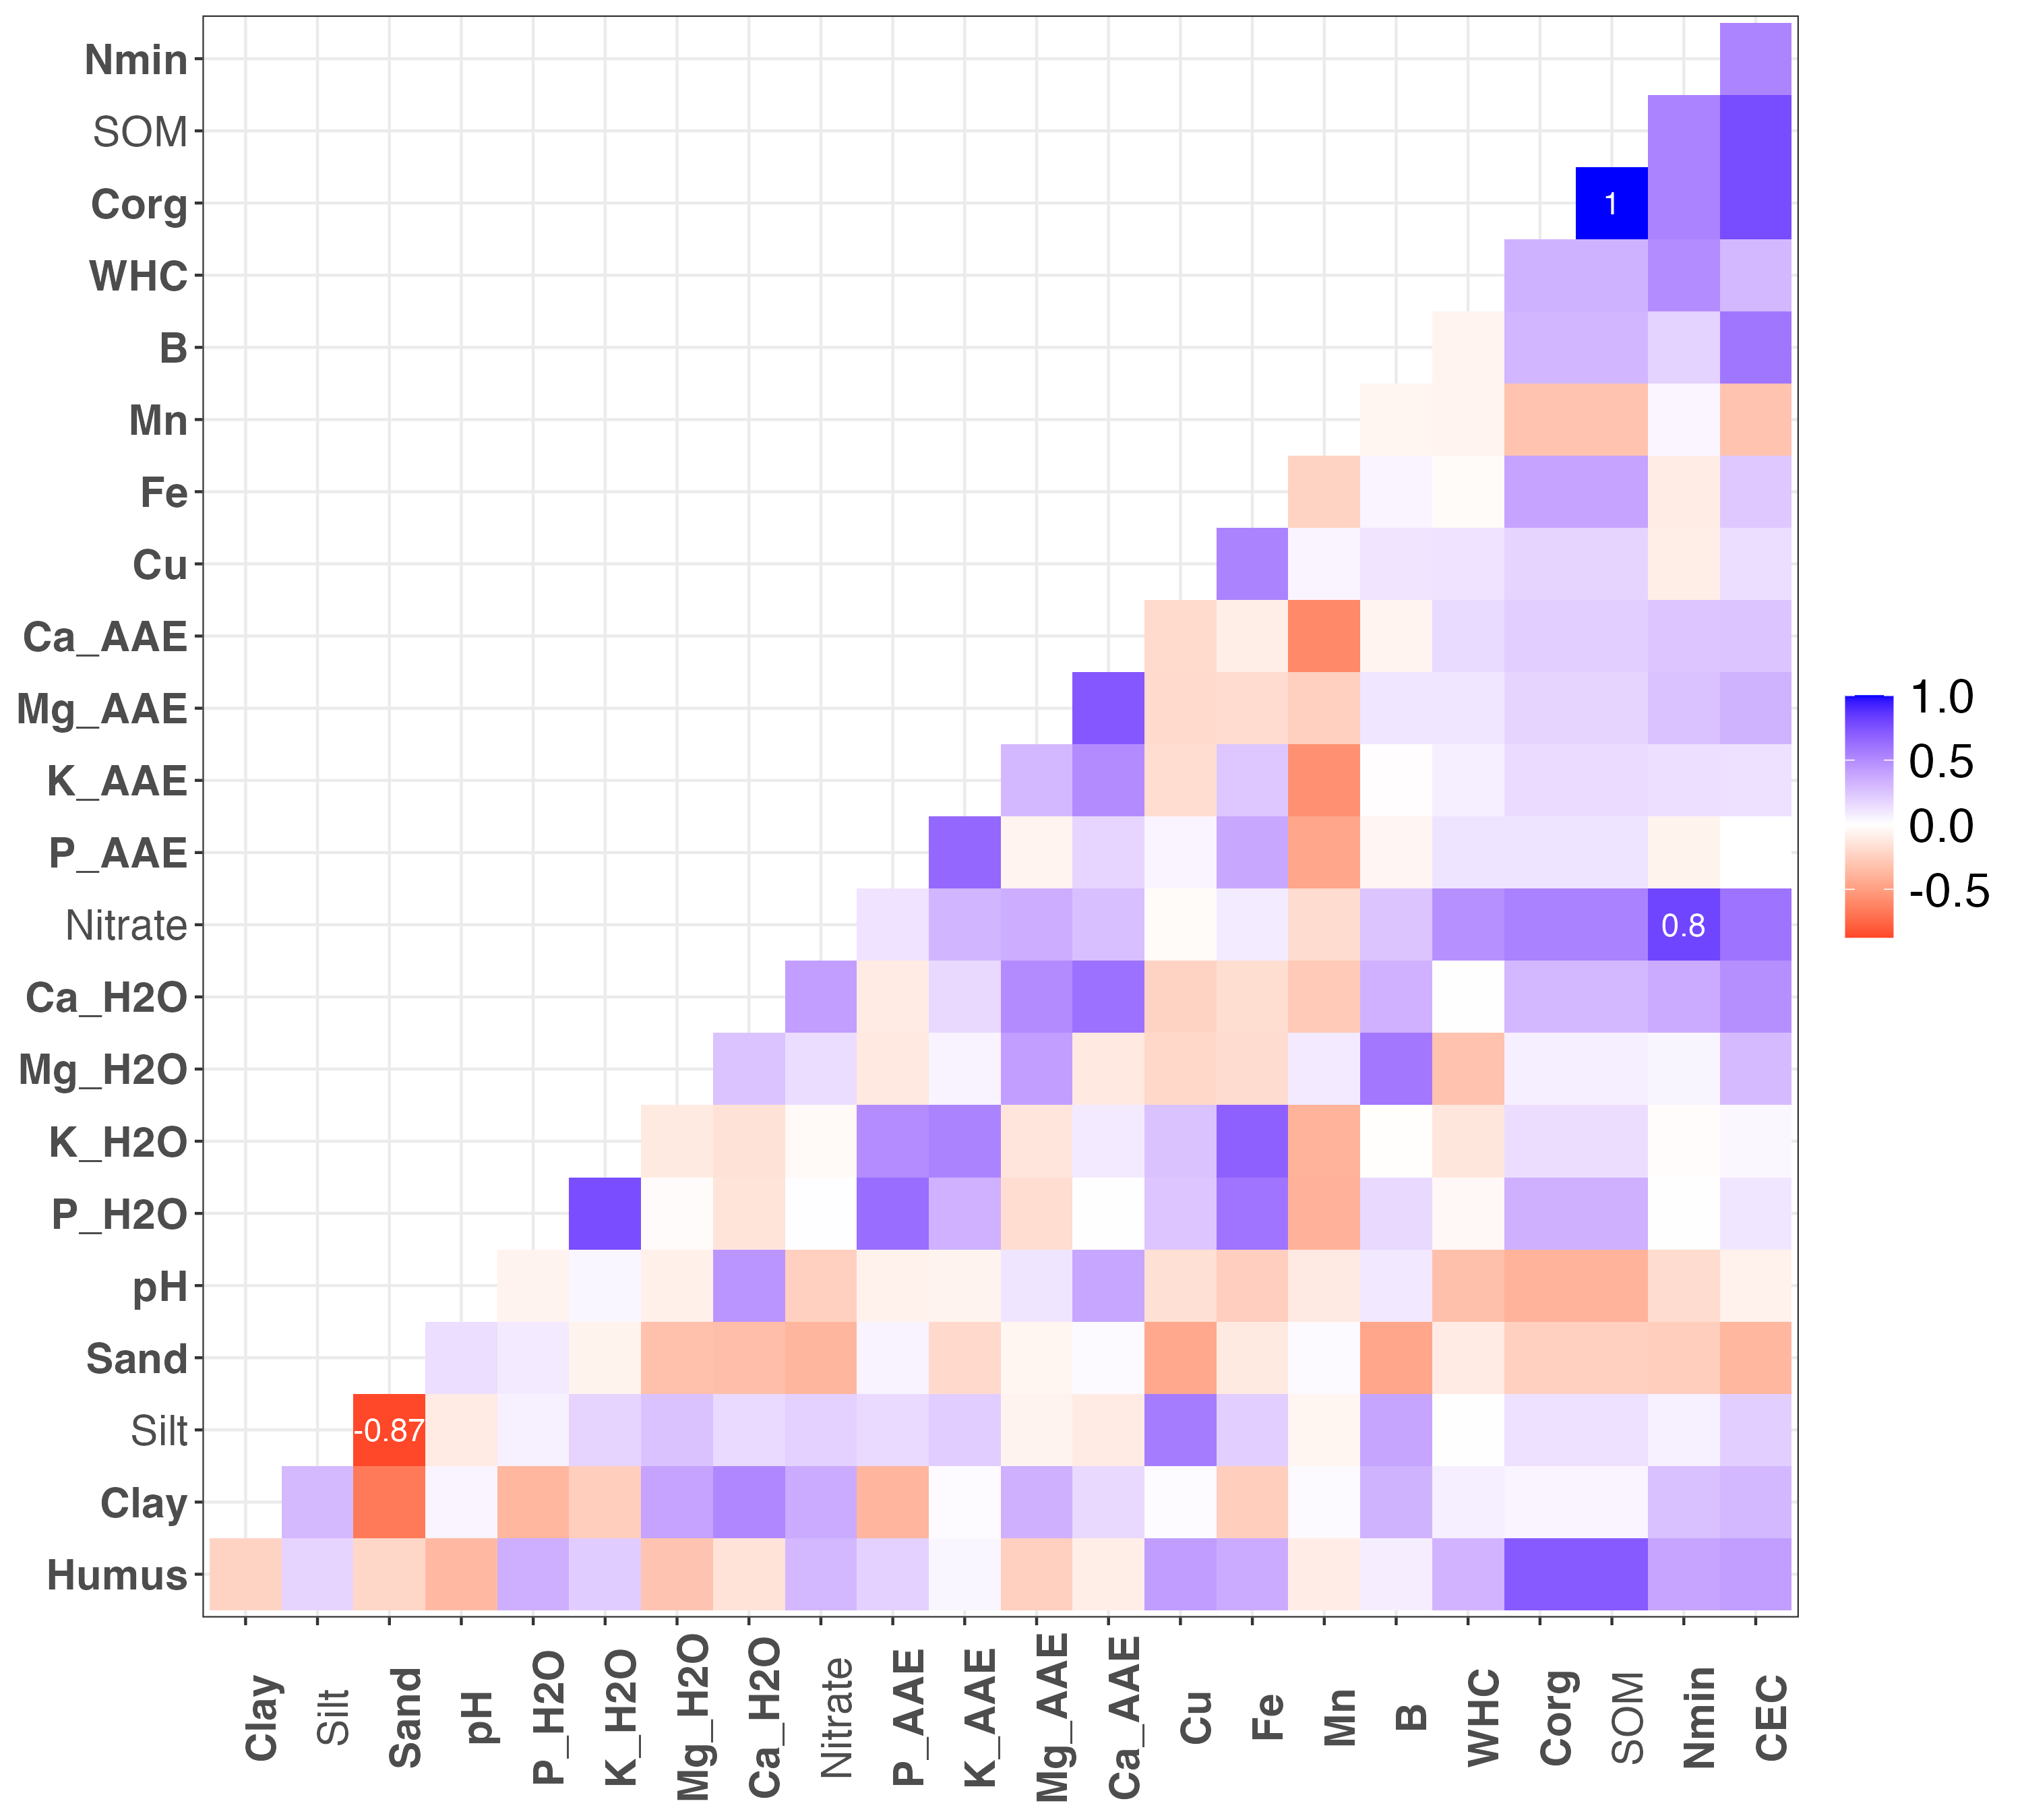 Nmin
SOM
Corg
1
WHC
B
Mn
Fe
Cu
Ca_AAE
Mg_AAE
K_AAE
P_AAE
Nitrate
0.8
Ca_H2O
Mg_H2O
K_H2O
P_H2O
pH
Sand
Silt
-0.87
Clay
Humus
Clay
Silt
Sand
pH
P_H2O
K_H2O
Mg_H2O
Ca_H2O
Nitrate
P_AAE
K_AAE
Mg_AAE
Ca_AAE
Cu
Fe
Mn
B
WHC
Corg
SOM
Nmin
CEC
1.0
0.5
0.0
-0.5